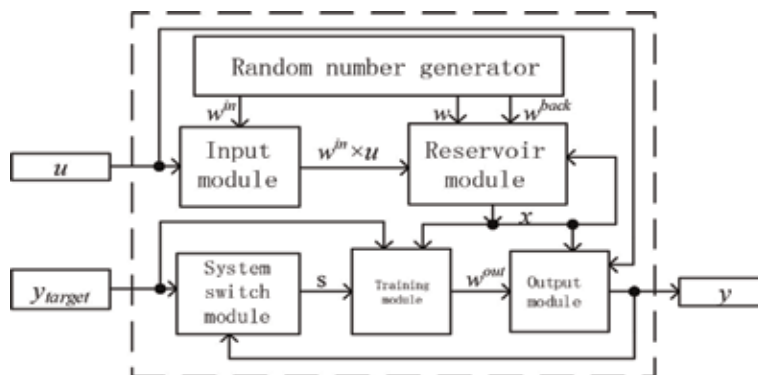 Random number generator
w^in
w
w^back
u
Input
module
w^in × u
Reservoir
module
x
y_target
System
switch
module
s
Training
module
w^out
Output
module
y